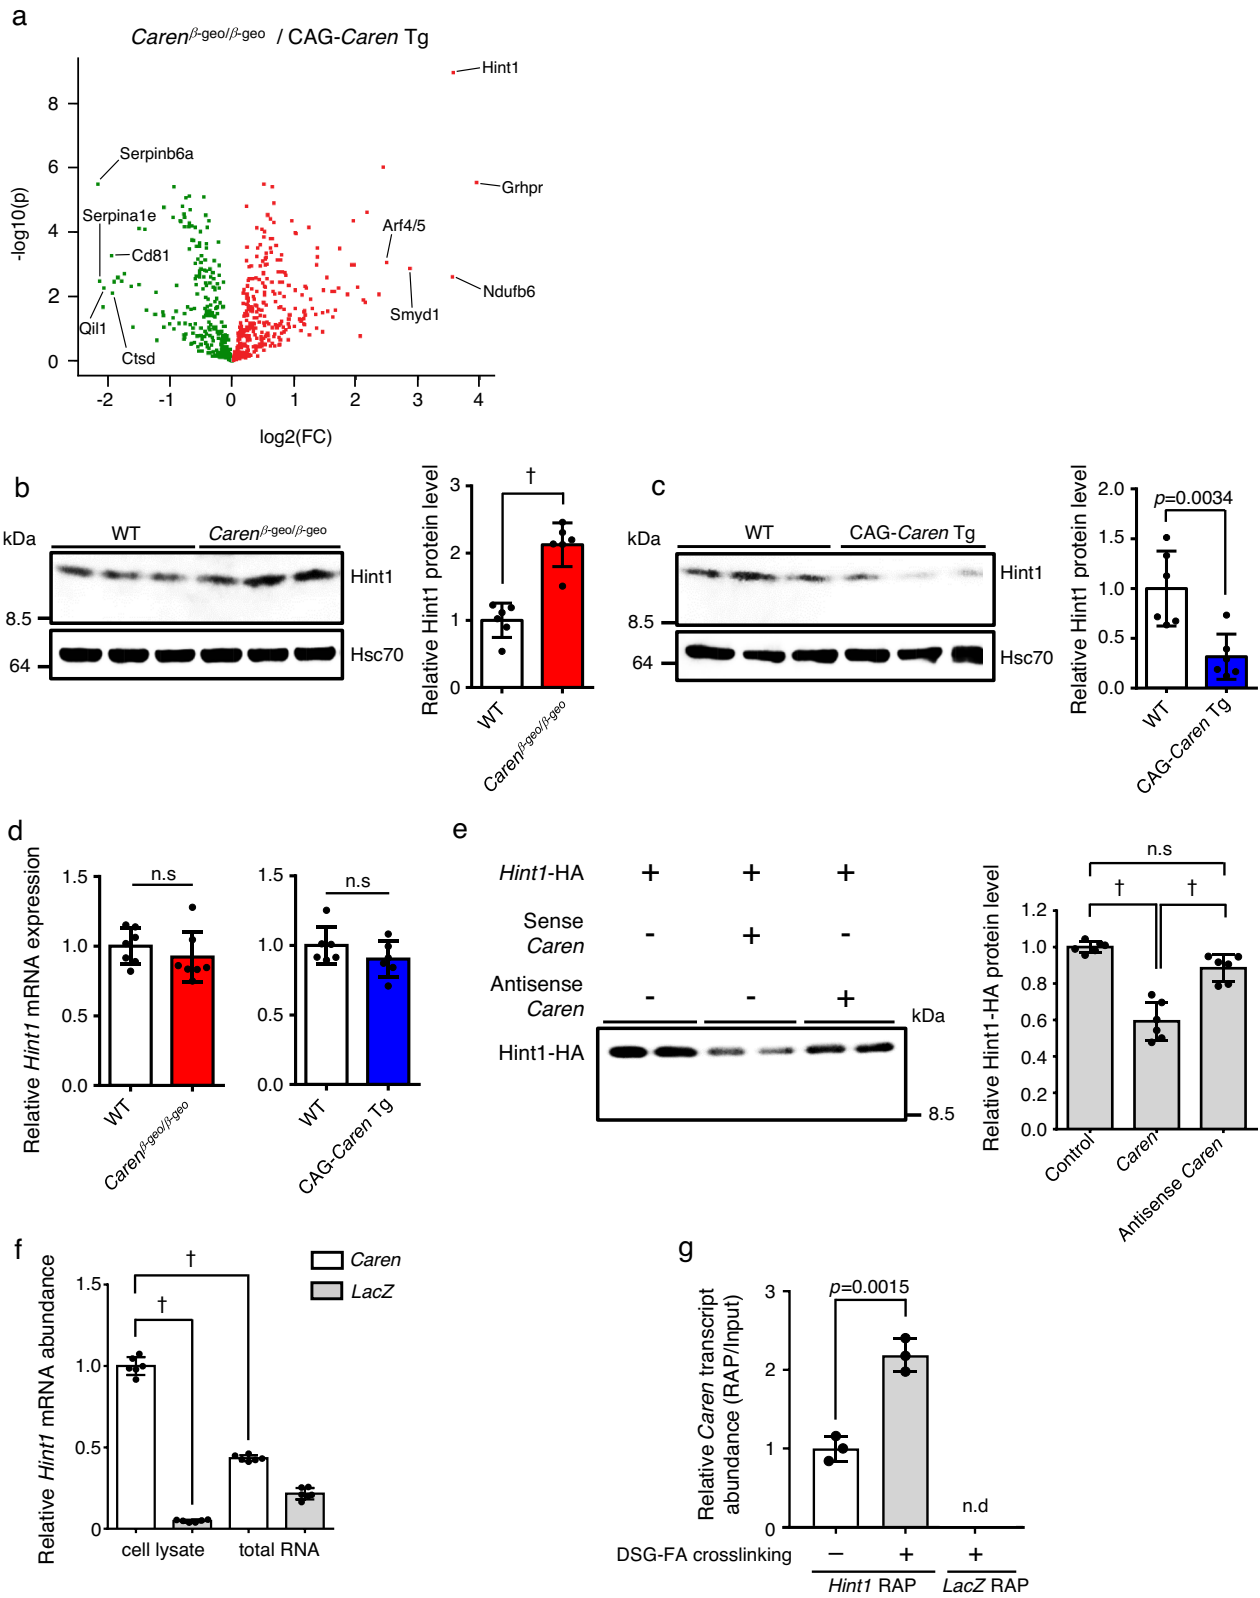 a
Caren β-geo/β-geo / CAG-Caren Tg
Hint1
8
Serpinb6a
6
Grhpr
Serpina1e
Arf4/5
-log10(p)
4
Cd81
Ndufb6
2
Smyd1
Qil1
Ctsd
0
-2 -1 0 1 2 3 4
log2(FC)
b
WT Caren β-geo/β-geo
kDa
Hint1
8.5
64
Hsc70
Relative Hint1 protein level
3
†
2
1
0
WT
Caren β-geo/β-geo
c
WT CAG-Caren Tg
kDa
Hint1
8.5
64
Hsc70
Relative Hint1 protein level
2.0
p=0.0034
1.5
1.0
0.5
0.0
WT
CAG-Caren Tg
d
Relative Hint1 mRNA expression
1.5
n.s
1.0
0.5
0.0
WT
Caren β-geo/β-geo
1.5
n.s
1.0
0.5
0.0
WT
CAG-Caren Tg
e
Hint1-HA + + +
Sense
Caren - + -
Antisense
Caren - - +
kDa
Hint1-HA
8.5
n.s
† †
Relative Hint1-HA protein level
1.2
1.0
0.8
0.6
0.4
0.2
0.0
Control
Caren
Antisense Caren
f
Relative Hint1 mRNA abundance
Caren
LacZ
†
†
1.5
1.0
0.5
0
cell lysate total RNA
g
Relative Caren transcript
abundance (RAP/Input)
3
p=0.0015
2
1
n.d
0
DSG-FA crosslinking − + +
Hint1 RAP LacZ RAP